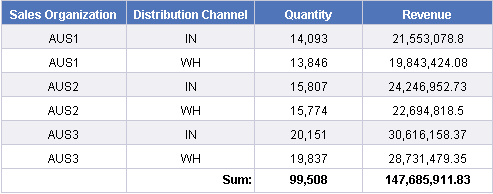 Sales Organization Distribution Channel Quantity Revenue
AUS1 IN 14,093 21,553,078.8
AUS1 WH 13,846 19,843,424.08
AUS2 IN 15,807 24,246,952.73
AUS2 WH 15,774 22,694,818.5
AUS3 IN 20,151 30,616,158.37
AUS3 WH 19,837 28,731,479.35
Sum: 99,508 147,685,911.83